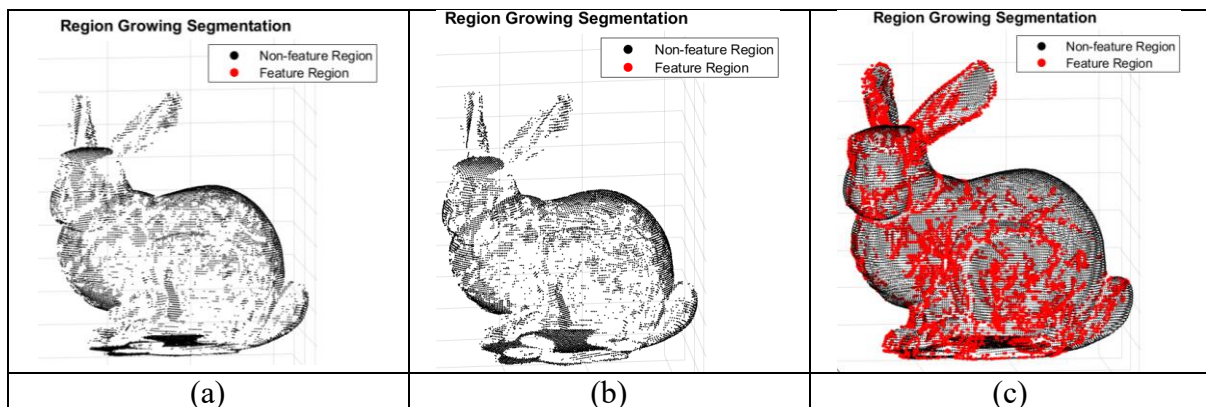 Region Growing Segmentation
Non-feature Region
Feature Region
(a)
Region Growing Segmentation
Non-feature Region
Feature Region
(b)
Region Growing Segmentation
Non-feature Region
Feature Region
(c)